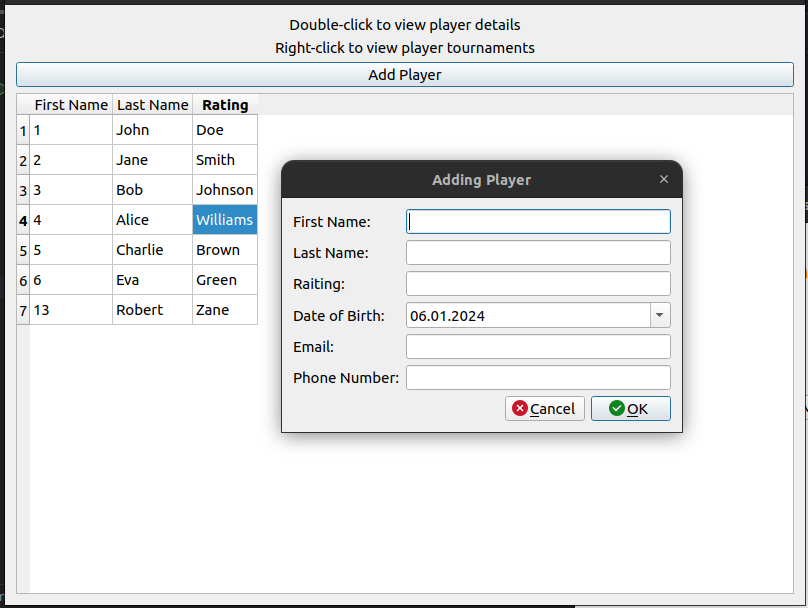 Double-click to view player details
Right-click to view player tournaments
Add Player
First Name Last Name Rating
1 1 John Doe
2 2 Jane Smith
3 3 Bob Johnson
4 4 Alice Williams
5 5 Charlie Brown
6 6 Eva Green
7 13 Robert Zane
Adding Player
First Name:
Last Name:
Raiting:
Date of Birth: 06.01.2024
Email:
Phone Number:
Cancel OK